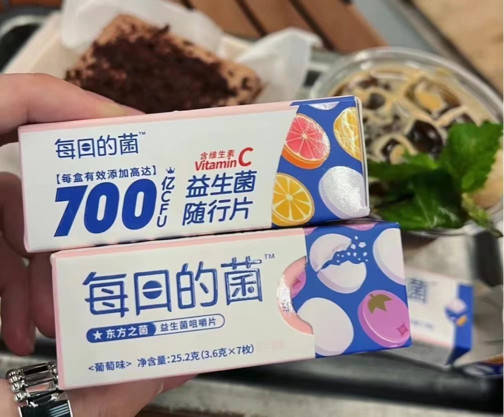 每日的菌™
含维生素
Vitamin C
【每盒有效添加高达】
700亿CFU
益生菌
随行片
每日的菌™
★ 东方之菌
益生菌咀嚼片
<葡萄味> 净含量:25.2克(3.6克×7枚)
菌